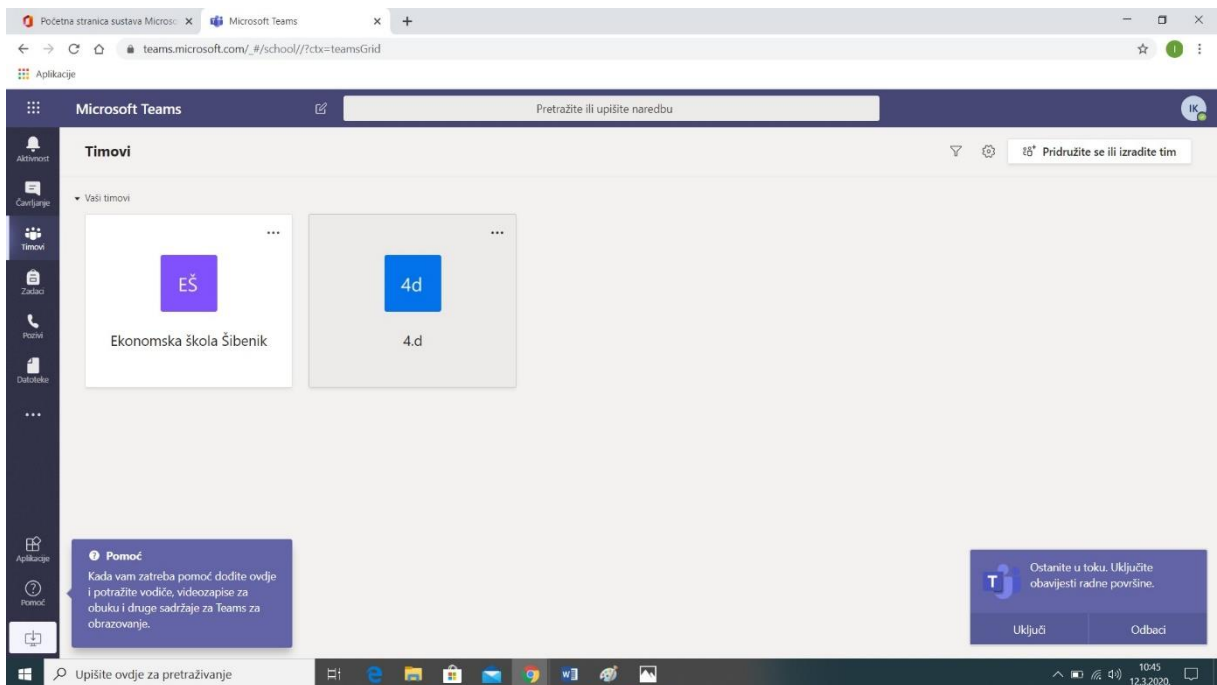 Početna stranica sustava Microso
Microsoft Teams
teams.microsoft.com/_#/school//?ctx=teamsGrid
I
Aplikacije
Microsoft Teams
Pretražite ili upišite naredbu
IK
Aktivnost
Čavrljanje
Timovi
Zadaci
Pozivi
Datoteke
Aplikacije
Pomoć
Timovi
Pridružite se ili izradite tim
Vaši timovi
EŠ
Ekonomska škola Šibenik
4d
4.d
Pomoć
Kada vam zatreba pomoć dođite ovdje
i potražite vodiče, videozapise za
obuku i druge sadržaje za Teams za
obrazovanje.
T
Ostanite u toku. Uključite
obavijesti radne površine.
Uključi
Odbaci
Upišite ovdje za pretraživanje
10:45
12.3.2020.